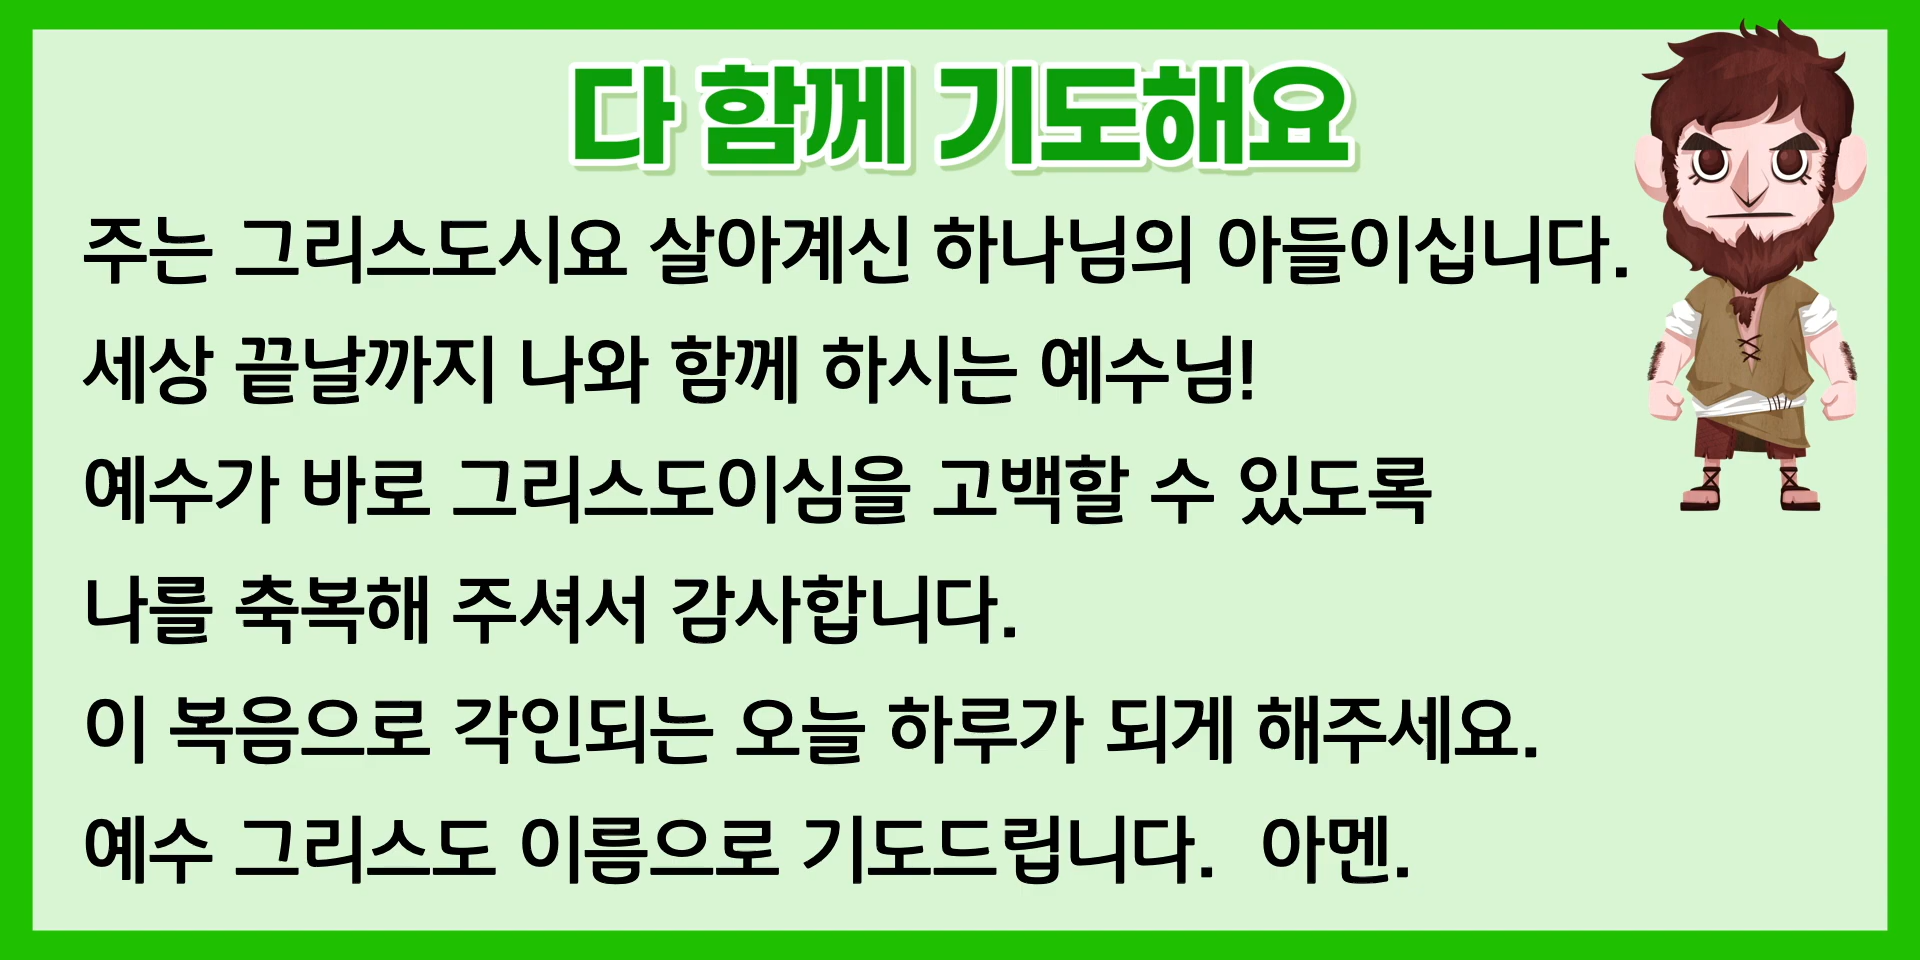 다 함께 기도해요
주는 그리스도시요 살아계신 하나님의 아들이십니다.
세상 끝날까지 나와 함께 하시는 예수님!
예수가 바로 그리스도이심을 고백할 수 있도록
나를 축복해 주셔서 감사합니다.
이 복음으로 각인되는 오늘 하루가 되게 해주세요.
예수 그리스도 이름으로 기도드립니다. 아멘.